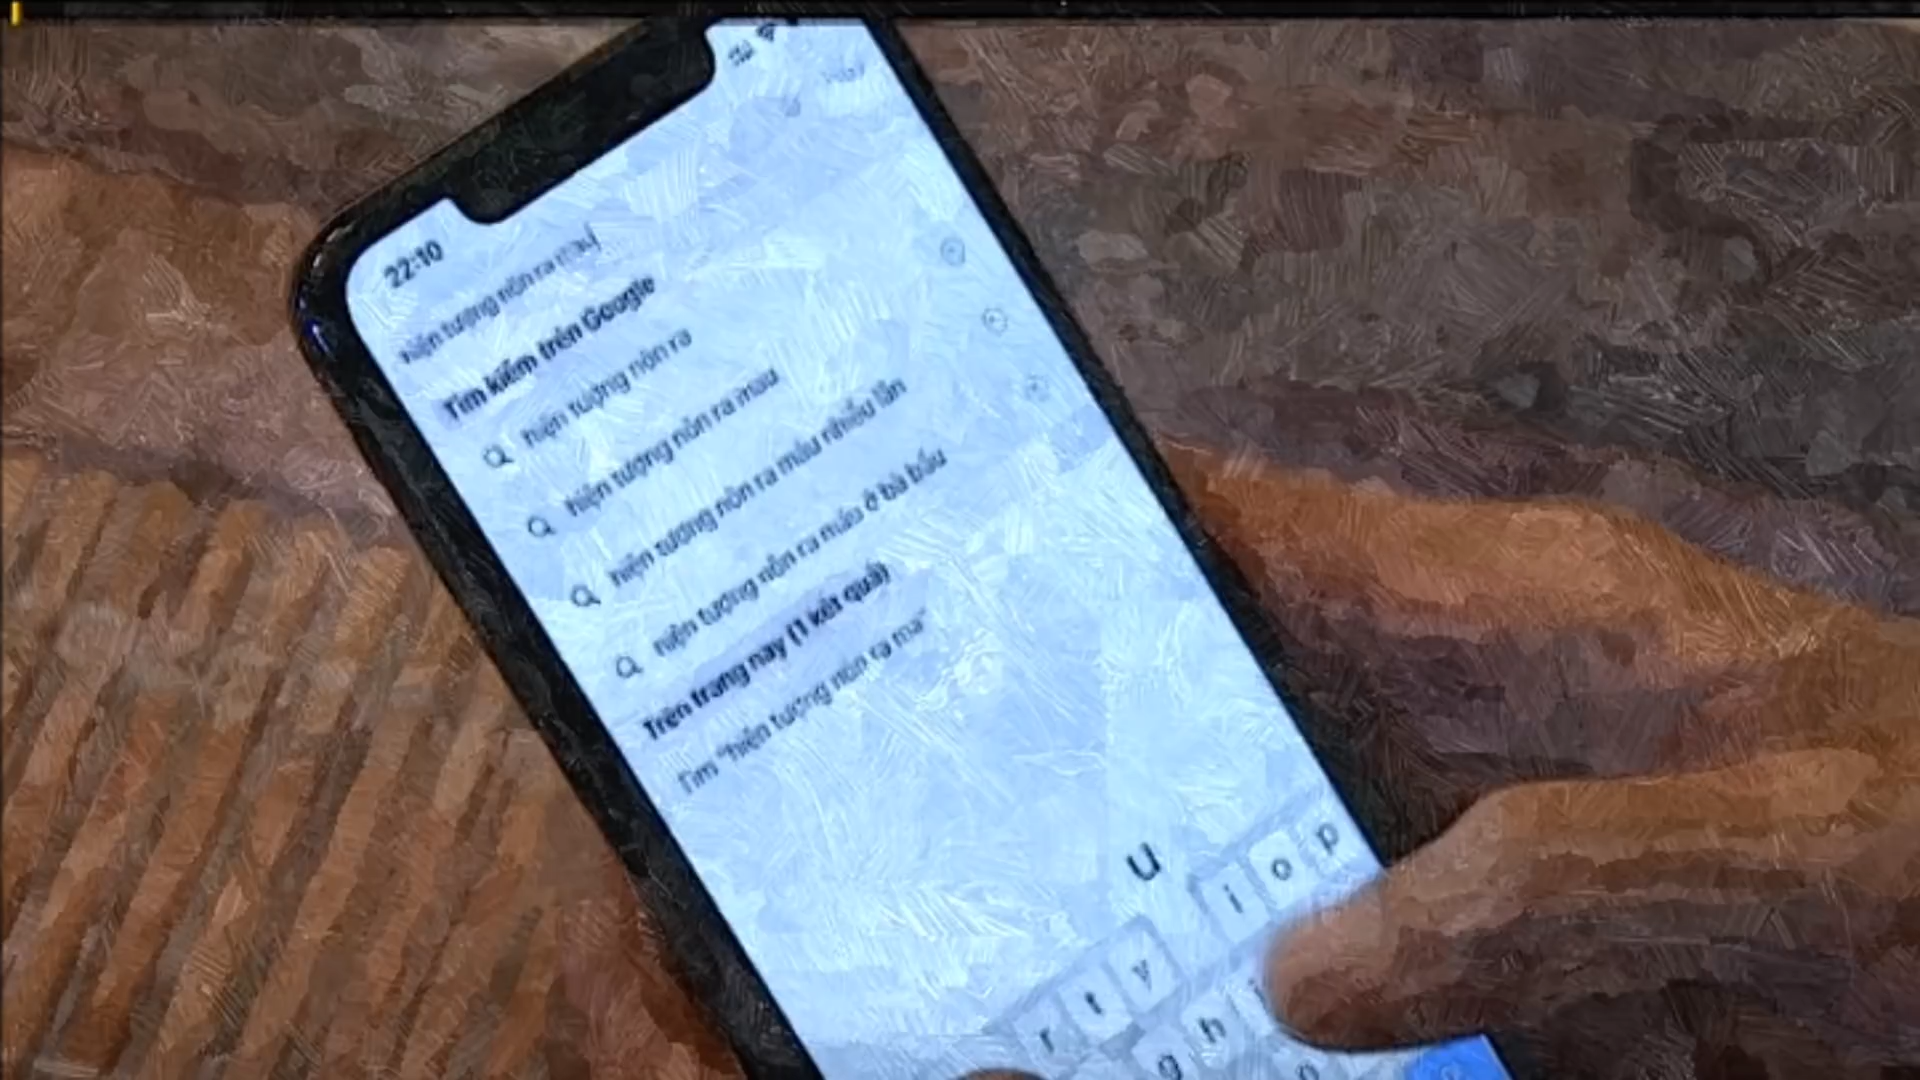 22:10
hiện tượng nôn ra mau
Tìm kiếm trên Google
hiện tượng nôn ra
hiện tượng nôn ra mau
hiện tượng nôn ra máu nhiều lần
hiện tượng nôn ra máu ở bà bầu
Trên trang này (1 kết quả)
Tìm "hiện tượng nôn ra ma"
u
i o p
r t y
g h